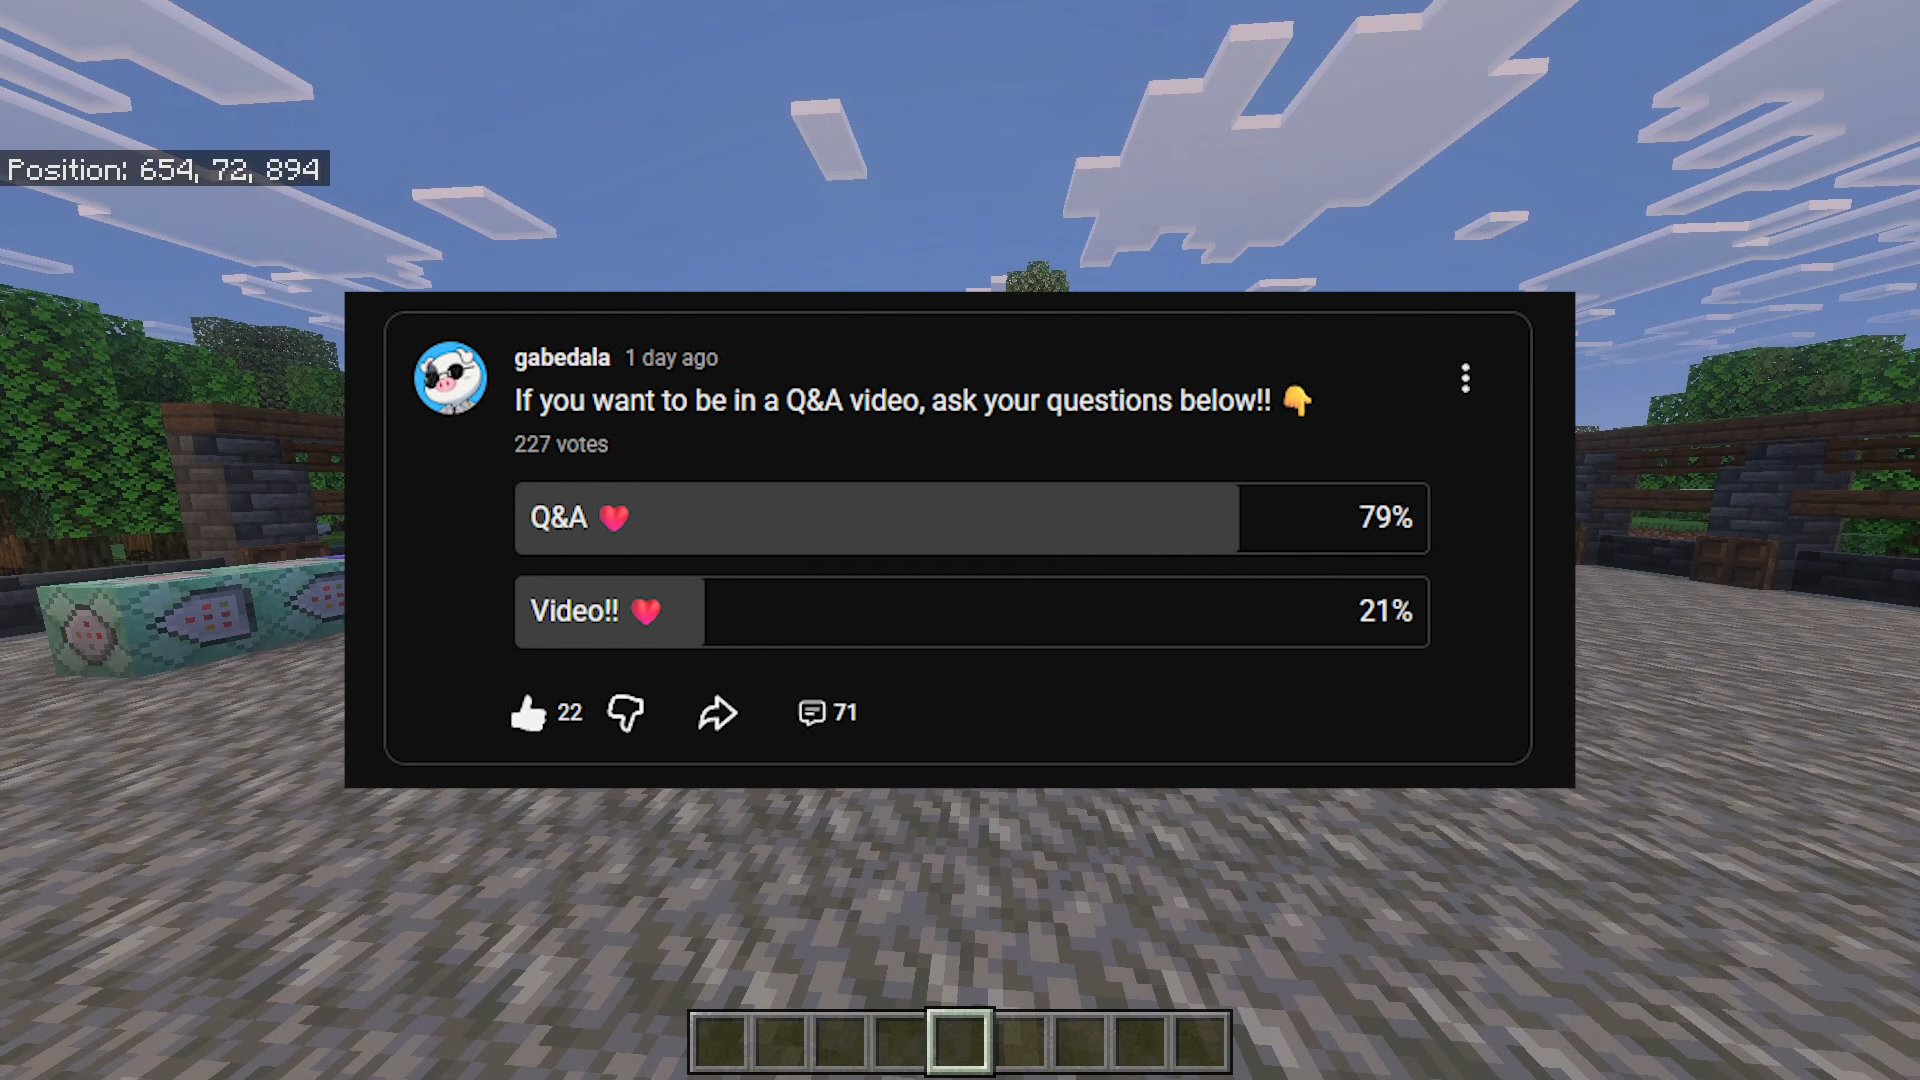 Position: 654, 72, 894
gabedala 1 day ago
If you want to be in a Q&A video, ask your questions below!! 👇
227 votes
Q&A ❤️ 79%
Video!! ❤️ 21%
22 71